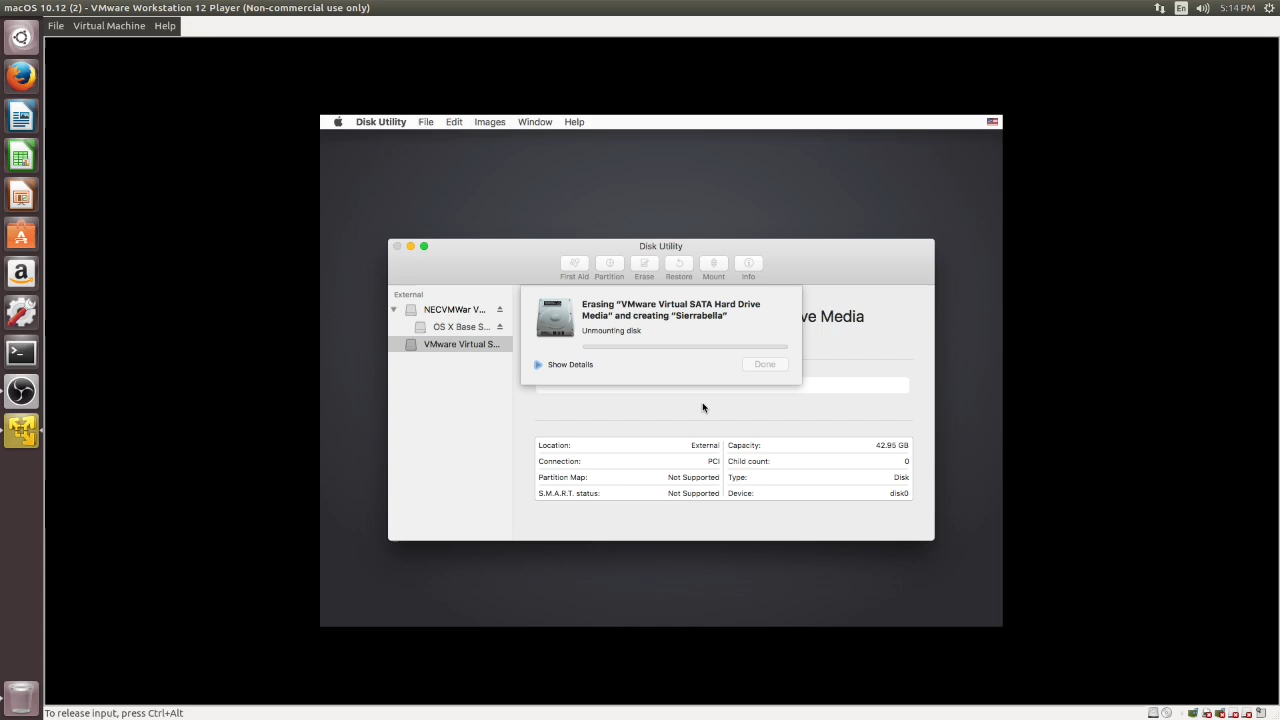 macOS 10.12 (2) - VMware Workstation 12 Player (Non-commercial use only)
En
5:14 PM
File Virtual Machine Help
Disk Utility File Edit Images Window Help
Disk Utility
First Aid Partition Erase Restore Mount Info
External
NECVMWar V...
OS X Base S...
VMware Virtual S...
Erasing “VMware Virtual SATA Hard Drive
Media” and creating “Sierrabella”
Unmounting disk
Show Details
Done
ve Media
Location: External
Capacity: 42.95 GB
Connection: PCI
Child count: 0
Partition Map: Not Supported
Type: Disk
S.M.A.R.T. status: Not Supported
Device: disk0
To release input, press Ctrl+Alt